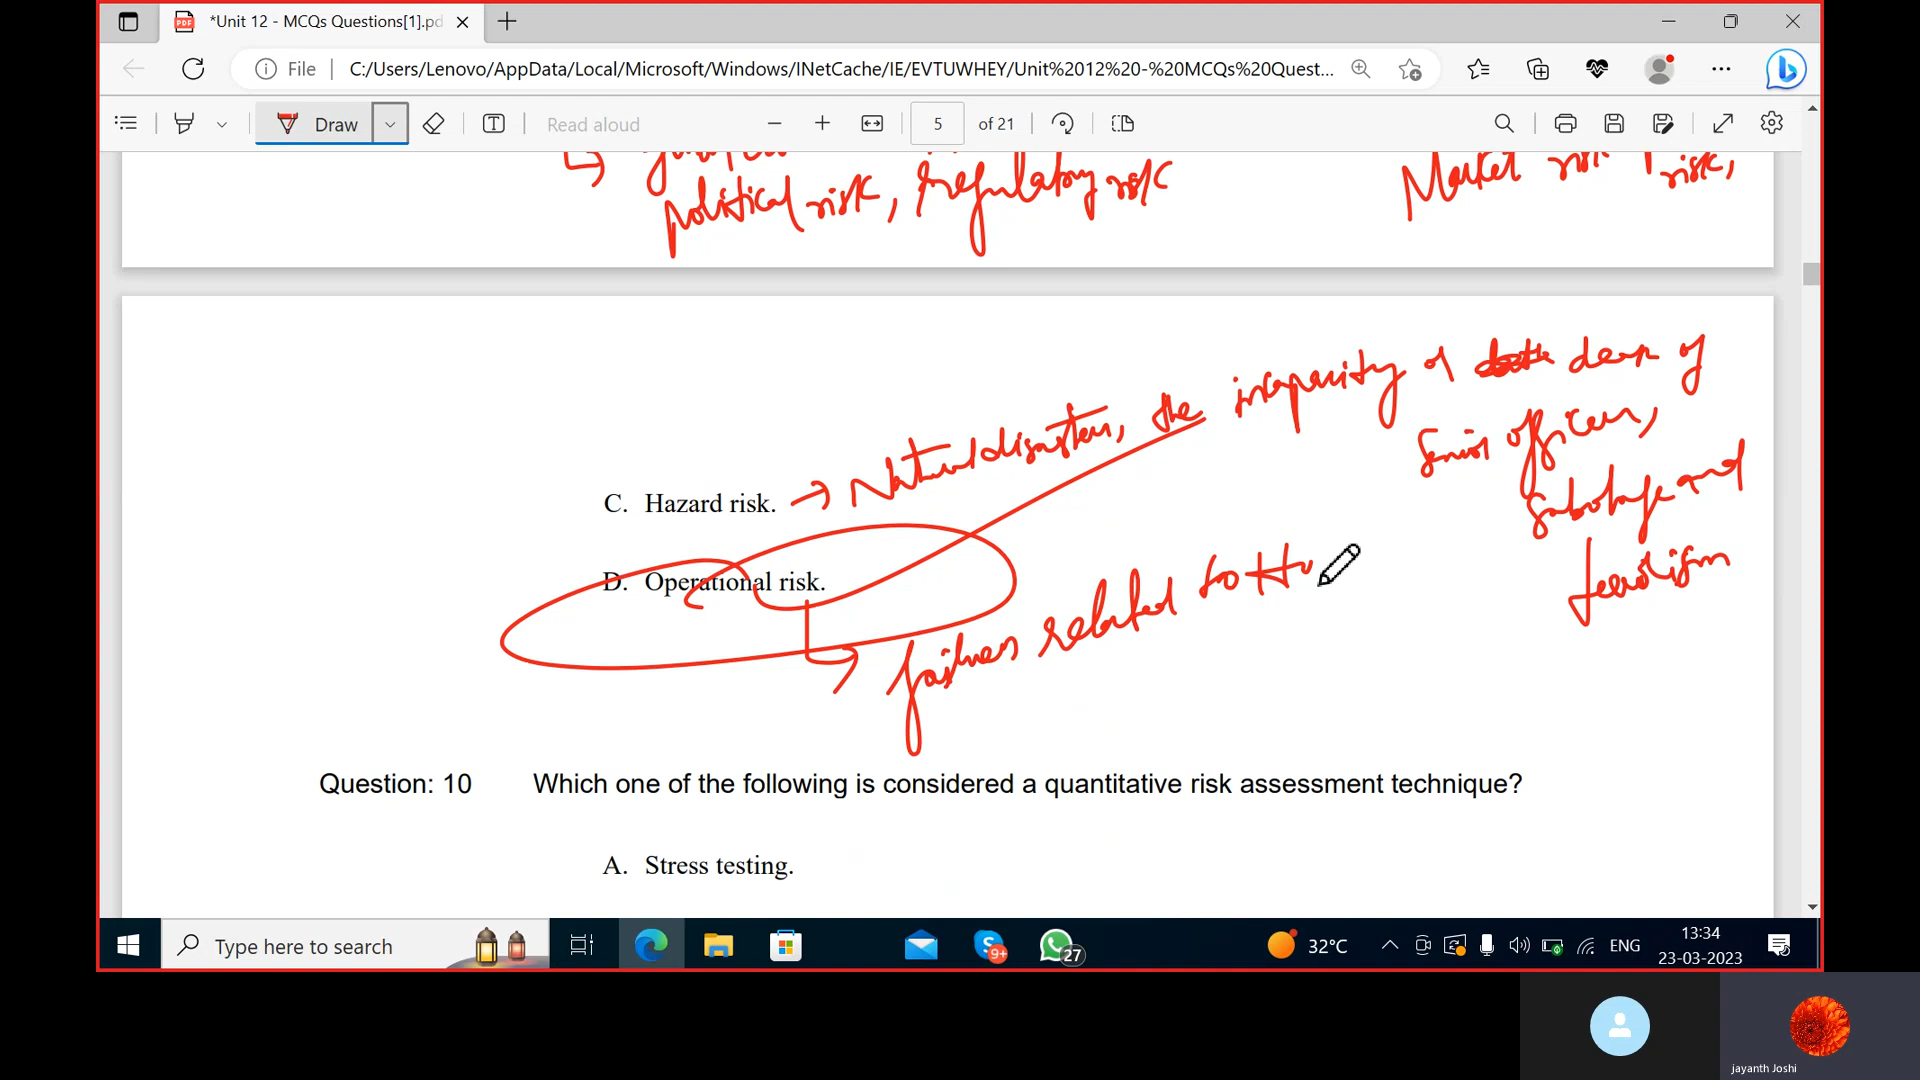 *Unit 12 - MCQs Questions[1].pd
File
C:/Users/Lenovo/AppData/Local/Microsoft/Windows/INetCache/IE/EVTUWHEY/Unit%2012%20-%20MCQs%20Quest...
Draw
Read aloud
5 of 21
political risk, regulatory risk
Market risk risk,
C. Hazard risk. → Natural disasters, the incapacity or death of
Senior officers,
Sabotage and
terrorism
D. Operational risk.
failures related to
Question: 10 Which one of the following is considered a quantitative risk assessment technique?
A. Stress testing.
Type here to search
9+
27
32°C
ENG
13:34
23-03-2023
jayanth Joshi